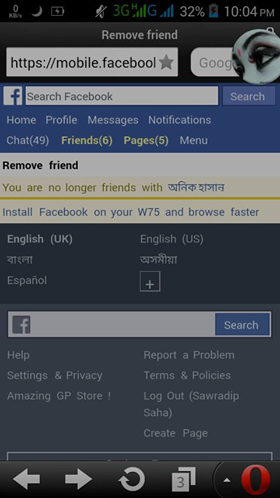 0 KB/s 3G H G 32% 10:04 PM
Remove friend
https://mobile.facebool
Goog
Search Facebook Search
Home Profile Messages Notifications
Chat(49) Friends(6) Pages(5) Menu
Remove friend
You are no longer friends with অনিক হাসান
Install Facebook on your W75 and browse faster
English (UK) English (US)
বাংলা অসমীয়া
Español +
Search
Help Report a Problem
Settings & Privacy Terms & Policies
Amazing GP Store ! Log Out (Sawradip
Saha)
Create Page
3